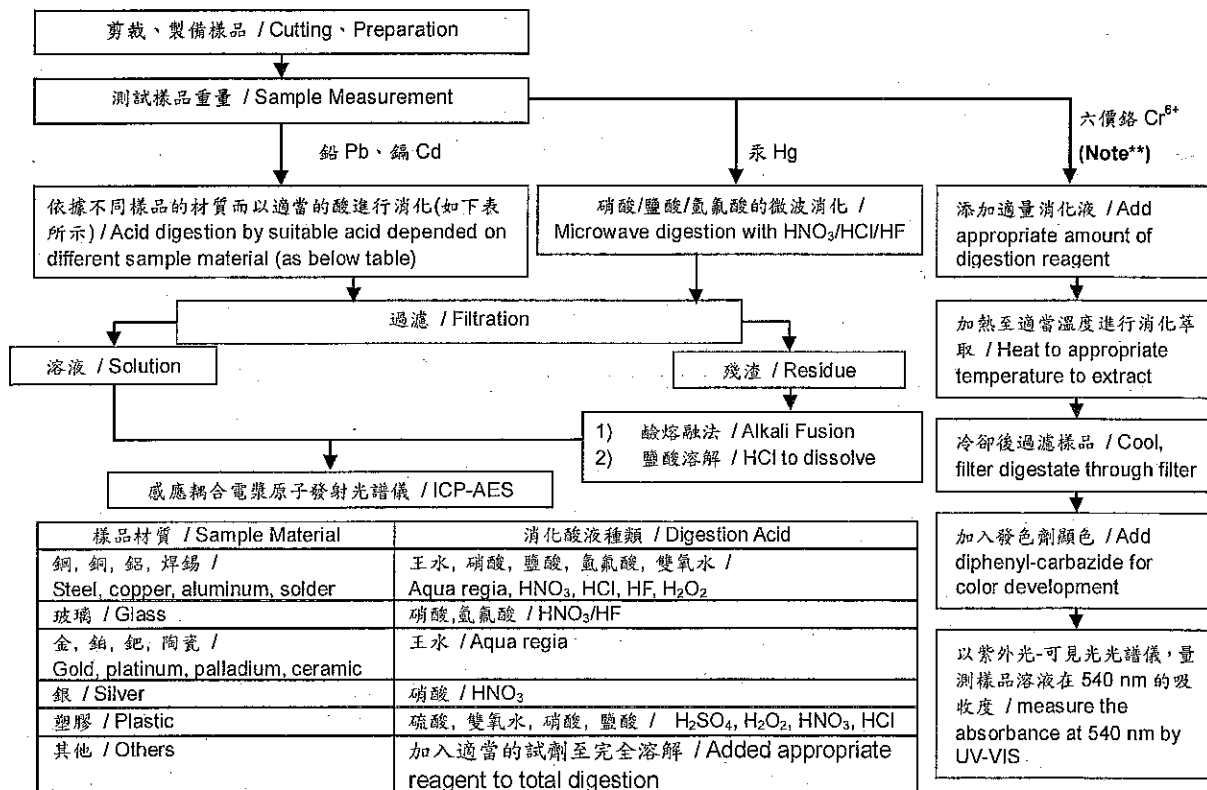 剪裁、製備樣品 / Cutting、Preparation
測試樣品重量 / Sample Measurement
鉛 Pb、鎘 Cd
汞 Hg
六價鉻 Cr⁶⁺
(Note**)
依據不同樣品的材質而以適當的酸進行消化(如下表
所示) / Acid digestion by suitable acid depended on
different sample material (as below table)
硝酸/鹽酸/氫氟酸的微波消化 /
Microwave digestion with HNO₃/HCl/HF
添加適量消化液 / Add
appropriate amount of
digestion reagent
過濾 / Filtration
溶液 / Solution
殘渣 / Residue
1) 鹼熔融法 / Alkali Fusion
2) 鹽酸溶解 / HCl to dissolve
感應耦合電漿原子發射光譜儀 / ICP-AES
加熱至適當溫度進行消化萃
取 / Heat to appropriate
temperature to extract
冷卻後過濾樣品 / Cool,
filter digestate through filter
加入發色劑顯色 / Add
diphenyl-carbazide for
color development
以紫外光-可見光光譜儀，量
測樣品溶液在 540 nm 的吸
收度 / measure the
absorbance at 540 nm by
UV-VIS
樣品材質 / Sample Material
消化酸液種類 / Digestion Acid
鋼, 銅, 鋁, 焊錫 /
Steel, copper, aluminum, solder
王水, 硝酸, 鹽酸, 氫氟酸, 雙氧水 /
Aqua regia, HNO₃, HCl, HF, H₂O₂
玻璃 / Glass
硝酸,氫氟酸 / HNO₃/HF
金, 鉑, 鈀, 陶瓷 /
Gold, platinum, palladium, ceramic
王水 / Aqua regia
銀 / Silver
硝酸 / HNO₃
塑膠 / Plastic
硫酸, 雙氧水, 硝酸, 鹽酸 / H₂SO₄, H₂O₂, HNO₃, HCl
其他 / Others
加入適當的試劑至完全溶解 / Added appropriate
reagent to total digestion